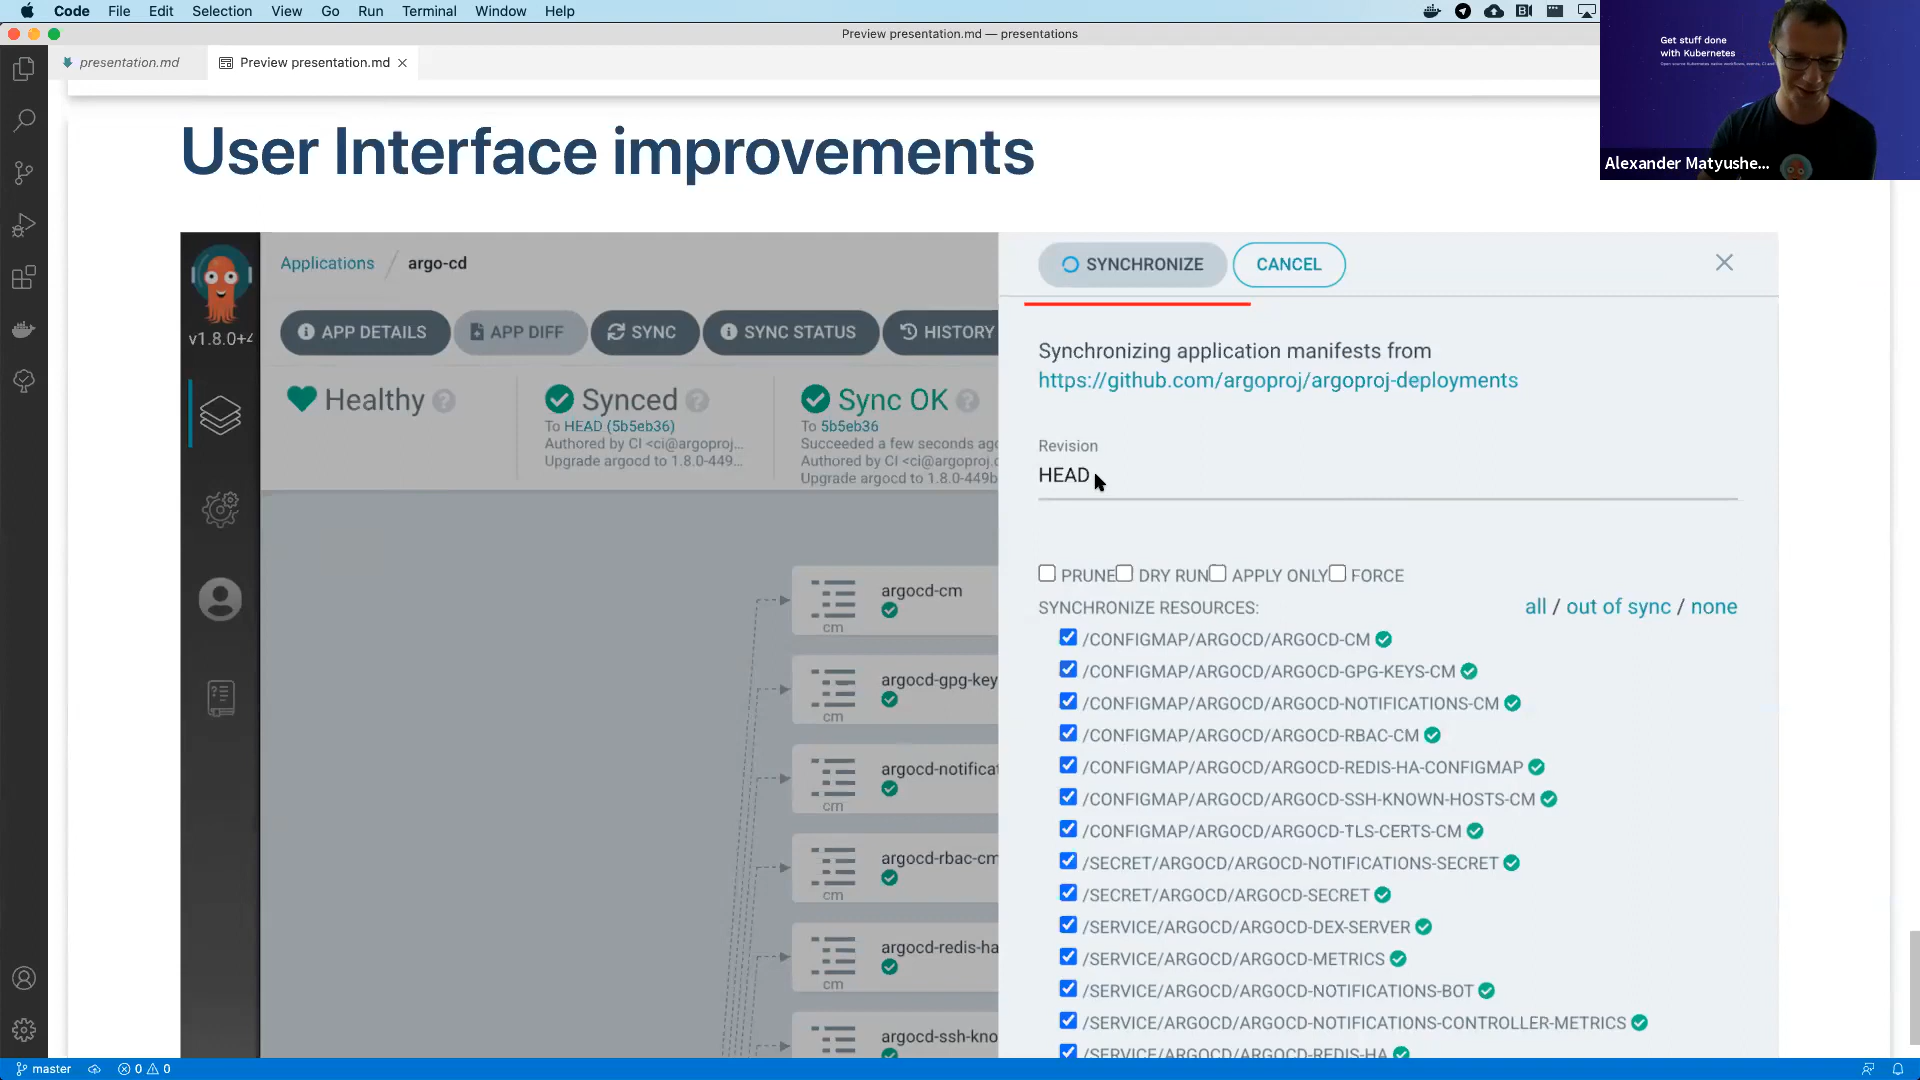 Code File Edit Selection View Go Run Terminal Window Help
Preview presentation.md — presentations
presentation.md
Preview presentation.md
Get stuff done
with Kubernetes
Alexander Matyushe...
User Interface improvements
v1.8.0+4
Applications / argo-cd
APP DETAILS
APP DIFF
SYNC
SYNC STATUS
HISTORY
Healthy
Synced
To HEAD (5b5eb36)
Authored by CI <ci@argoproj...
Upgrade argocd to 1.8.0-449...
Sync OK
To 5b5eb36
Succeeded a few seconds ago
Authored by CI <ci@argoproj.
Upgrade argocd to 1.8.0-449b
argocd-cm
cm
argocd-gpg-key
cm
argocd-notificat
cm
argocd-rbac-cm
cm
argocd-redis-ha
cm
argocd-ssh-kno
SYNCHRONIZE
CANCEL
Synchronizing application manifests from
https://github.com/argoproj/argoproj-deployments
Revision
HEAD
PRUNE DRY RUN APPLY ONLY FORCE
SYNCHRONIZE RESOURCES: all / out of sync / none
/CONFIGMAP/ARGOCD/ARGOCD-CM
/CONFIGMAP/ARGOCD/ARGOCD-GPG-KEYS-CM
/CONFIGMAP/ARGOCD/ARGOCD-NOTIFICATIONS-CM
/CONFIGMAP/ARGOCD/ARGOCD-RBAC-CM
/CONFIGMAP/ARGOCD/ARGOCD-REDIS-HA-CONFIGMAP
/CONFIGMAP/ARGOCD/ARGOCD-SSH-KNOWN-HOSTS-CM
/CONFIGMAP/ARGOCD/ARGOCD-TLS-CERTS-CM
/SECRET/ARGOCD/ARGOCD-NOTIFICATIONS-SECRET
/SECRET/ARGOCD/ARGOCD-SECRET
/SERVICE/ARGOCD/ARGOCD-DEX-SERVER
/SERVICE/ARGOCD/ARGOCD-METRICS
/SERVICE/ARGOCD/ARGOCD-NOTIFICATIONS-BOT
/SERVICE/ARGOCD/ARGOCD-NOTIFICATIONS-CONTROLLER-METRICS
/SERVICE/ARGOCD/ARGOCD-REDIS-HA
master 0 0